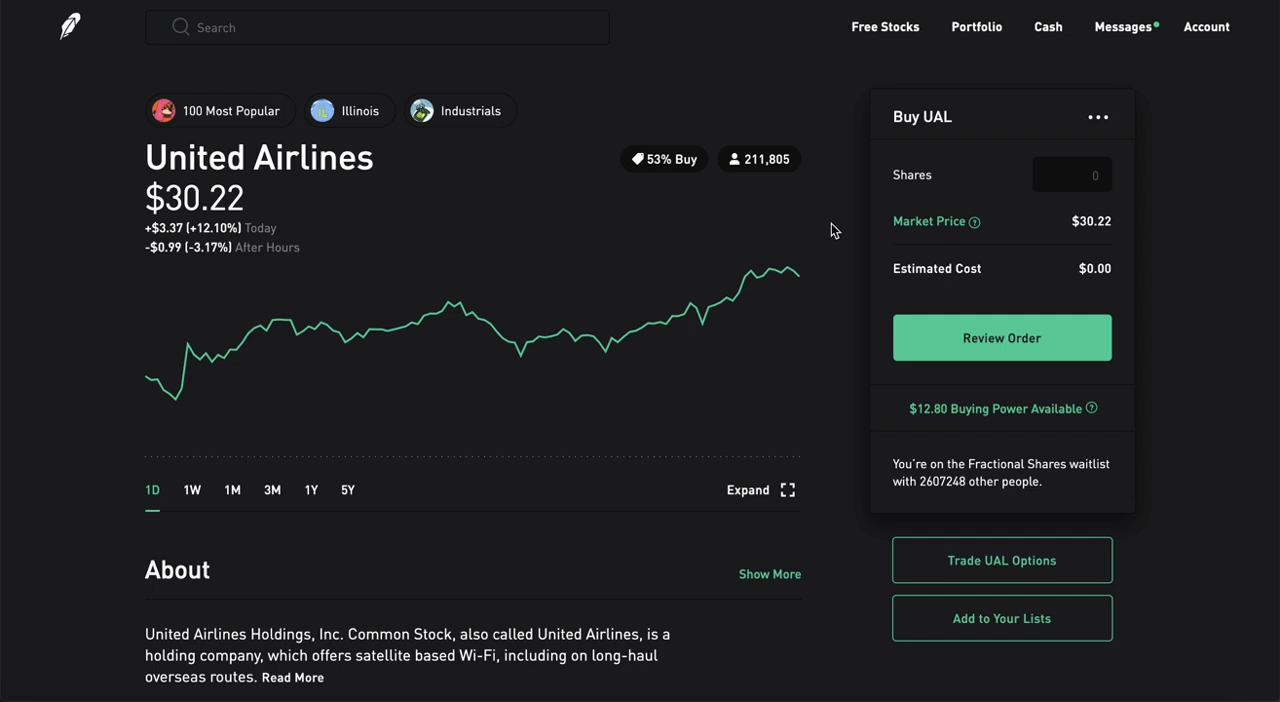 Search
Free Stocks
Portfolio
Cash
Messages
Account
100 Most Popular
Illinois
Industrials
United Airlines
$30.22
+$3.37 (+12.10%) Today
-$0.99 (-3.17%) After Hours
53% Buy
211,805
1D
1W
1M
3M
1Y
5Y
Expand
About
Show More
United Airlines Holdings, Inc. Common Stock, also called United Airlines, is a
holding company, which offers satellite based Wi-Fi, including on long-haul
overseas routes. Read More
Buy UAL
Shares
0
Market Price ?
$30.22
Estimated Cost
$0.00
Review Order
$12.80 Buying Power Available ?
You're on the Fractional Shares waitlist
with 2607248 other people.
Trade UAL Options
Add to Your Lists